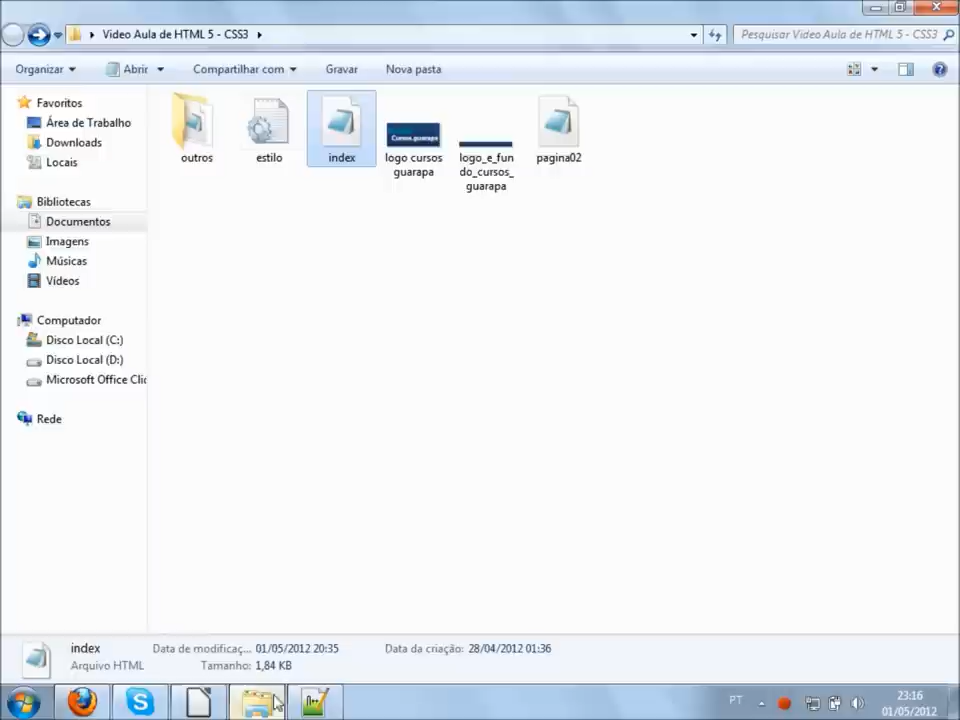 Video Aula de HTML 5 - CSS3
Pesquisar Video Aula de HTML 5 - CSS3
Organizar
Abrir
Compartilhar com
Gravar
Nova pasta
Favoritos
Área de Trabalho
Downloads
Locais
Bibliotecas
Documentos
Imagens
Músicas
Vídeos
Computador
Disco Local (C:)
Disco Local (D:)
Microsoft Office Clic
Rede
outros
estilo
index
Cursos.guarapa
logo cursos
guarapa
logo_e_fun
do_cursos_
guarapa
pagina02
index
Arquivo HTML
Data de modificaç... 01/05/2012 20:35
Tamanho: 1,84 KB
Data da criação: 28/04/2012 01:36
PT
23:16
01/05/2012